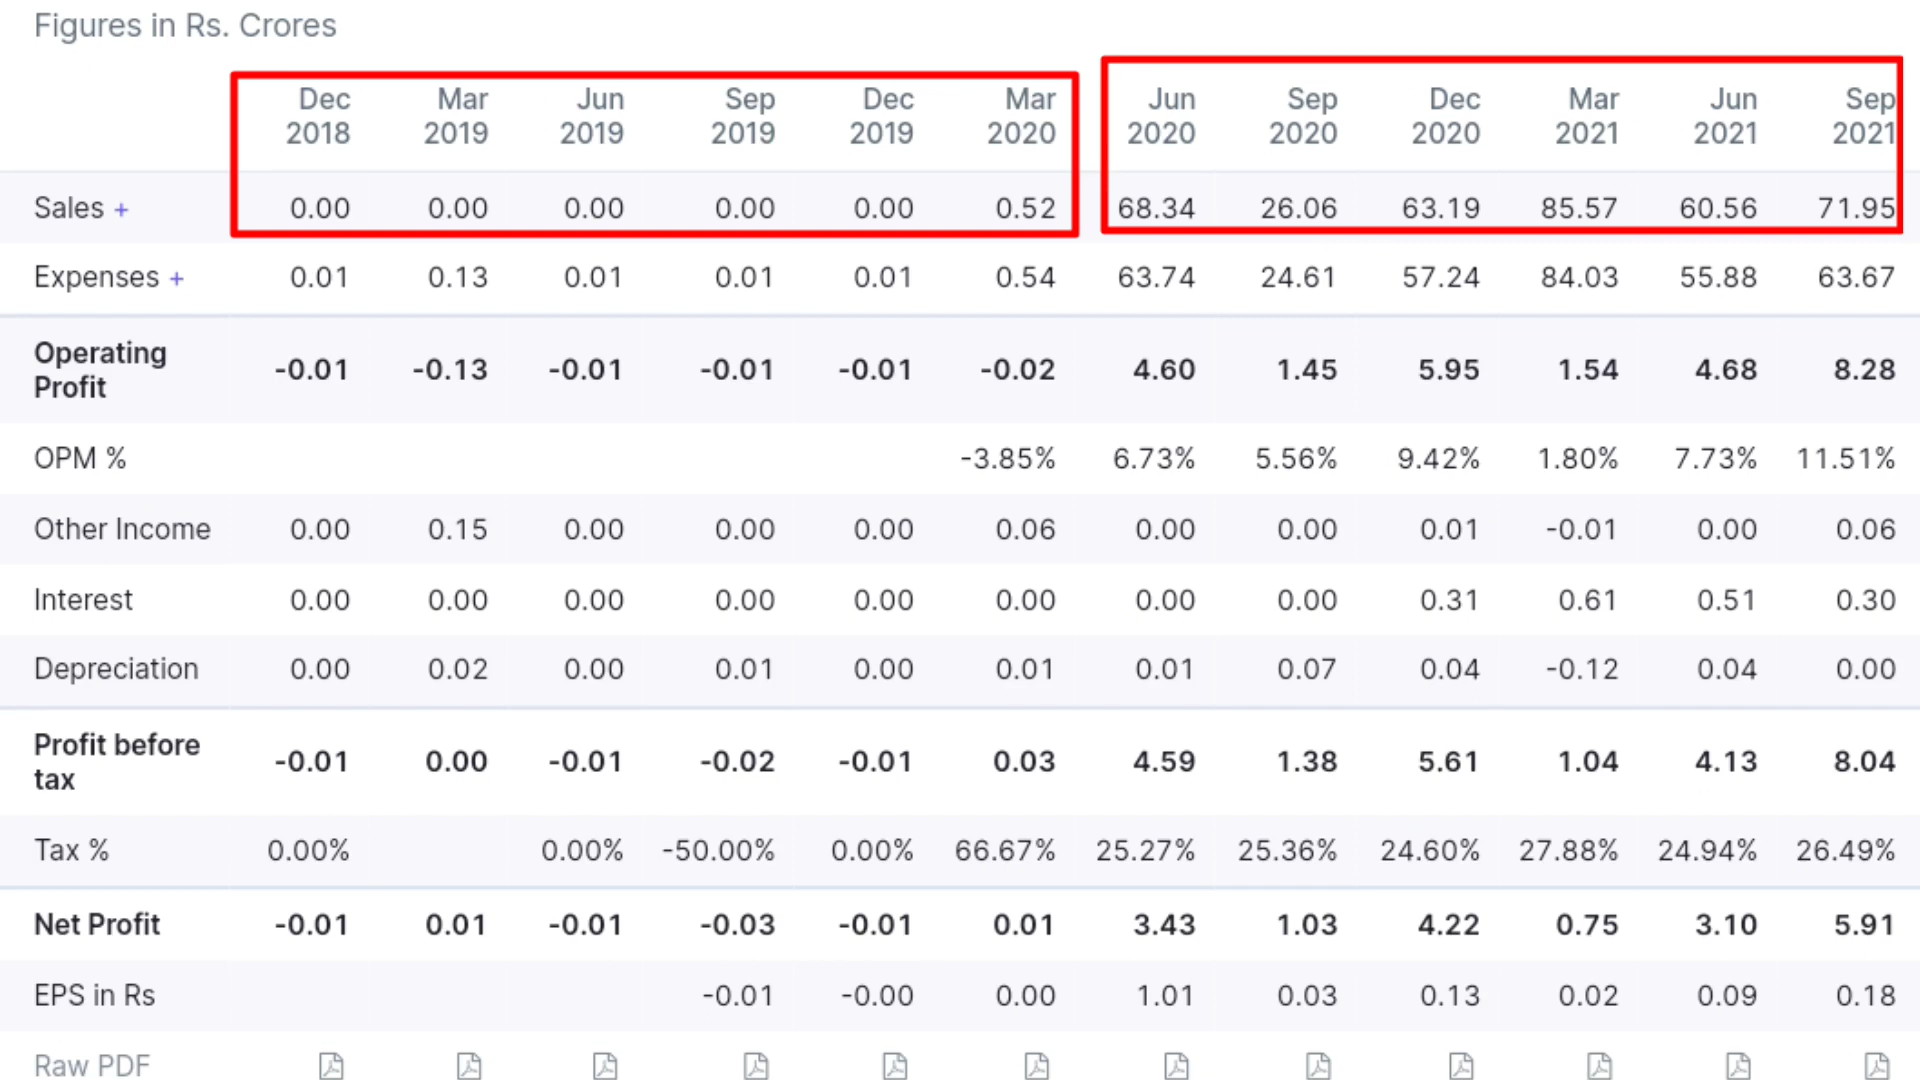 Figures in Rs. Crores
Dec 2018 Mar 2019 Jun 2019 Sep 2019 Dec 2019 Mar 2020 Jun 2020 Sep 2020 Dec 2020 Mar 2021 Jun 2021 Sep 2021
Sales + 0.00 0.00 0.00 0.00 0.00 0.52 68.34 26.06 63.19 85.57 60.56 71.95
Expenses + 0.01 0.13 0.01 0.01 0.01 0.54 63.74 24.61 57.24 84.03 55.88 63.67
Operating Profit -0.01 -0.13 -0.01 -0.01 -0.01 -0.02 4.60 1.45 5.95 1.54 4.68 8.28
OPM % -3.85% 6.73% 5.56% 9.42% 1.80% 7.73% 11.51%
Other Income 0.00 0.15 0.00 0.00 0.00 0.06 0.00 0.00 0.01 -0.01 0.00 0.06
Interest 0.00 0.00 0.00 0.00 0.00 0.00 0.00 0.00 0.31 0.61 0.51 0.30
Depreciation 0.00 0.02 0.00 0.01 0.00 0.01 0.01 0.07 0.04 -0.12 0.04 0.00
Profit before tax -0.01 0.00 -0.01 -0.02 -0.01 0.03 4.59 1.38 5.61 1.04 4.13 8.04
Tax % 0.00% 0.00% -50.00% 0.00% 66.67% 25.27% 25.36% 24.60% 27.88% 24.94% 26.49%
Net Profit -0.01 0.01 -0.01 -0.03 -0.01 0.01 3.43 1.03 4.22 0.75 3.10 5.91
EPS in Rs -0.01 -0.00 0.00 1.01 0.03 0.13 0.02 0.09 0.18
Raw PDF